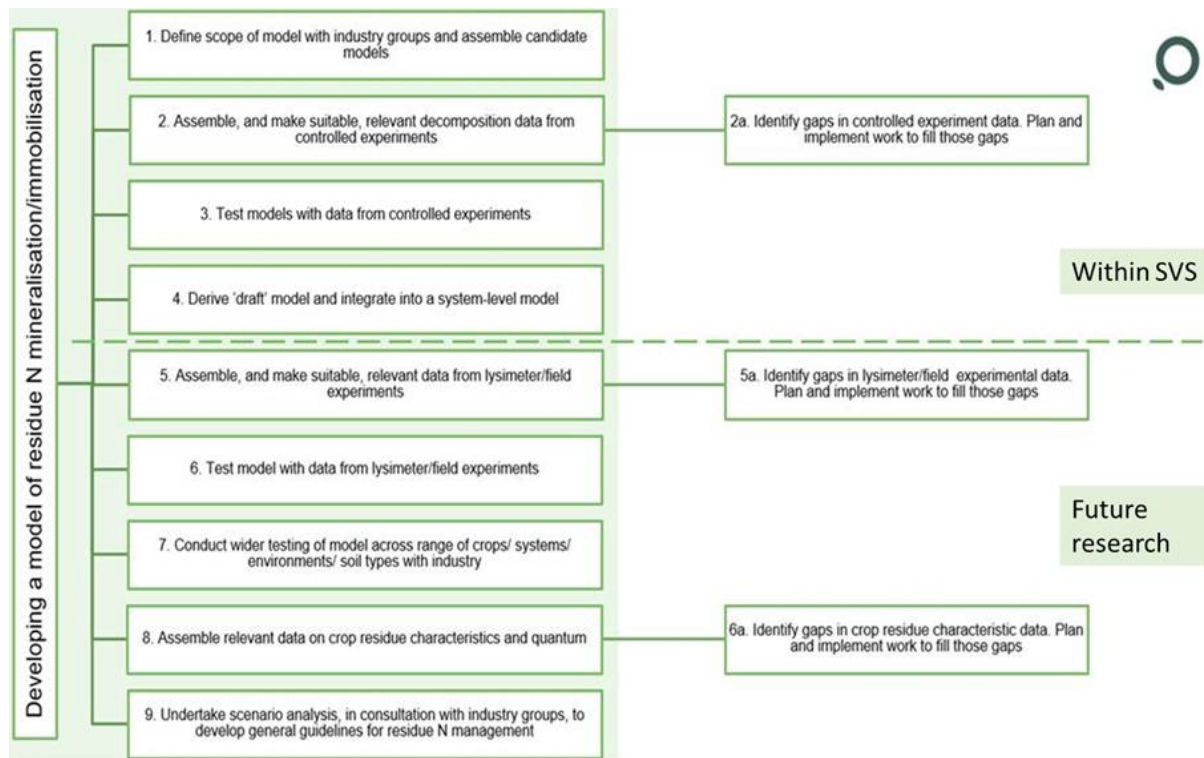 Developing a model of residue N mineralisation/immobilisation
1. Define scope of model with industry groups and assemble candidate
models
2. Assemble, and make suitable, relevant decomposition data from
controlled experiments
2a. Identify gaps in controlled experiment data. Plan and
implement work to fill those gaps
3. Test models with data from controlled experiments
Within SVS
4. Derive ‘draft’ model and integrate into a system-level model
5. Assemble, and make suitable, relevant data from lysimeter/field
experiments
5a. Identify gaps in lysimeter/field experimental data.
Plan and implement work to fill those gaps
6. Test model with data from lysimeter/field experiments
Future
research
7. Conduct wider testing of model across range of crops/ systems/
environments/ soil types with industry
8. Assemble relevant data on crop residue characteristics and quantum
6a. Identify gaps in crop residue characteristic data. Plan
and implement work to fill those gaps
9. Undertake scenario analysis, in consultation with industry groups, to
develop general guidelines for residue N management